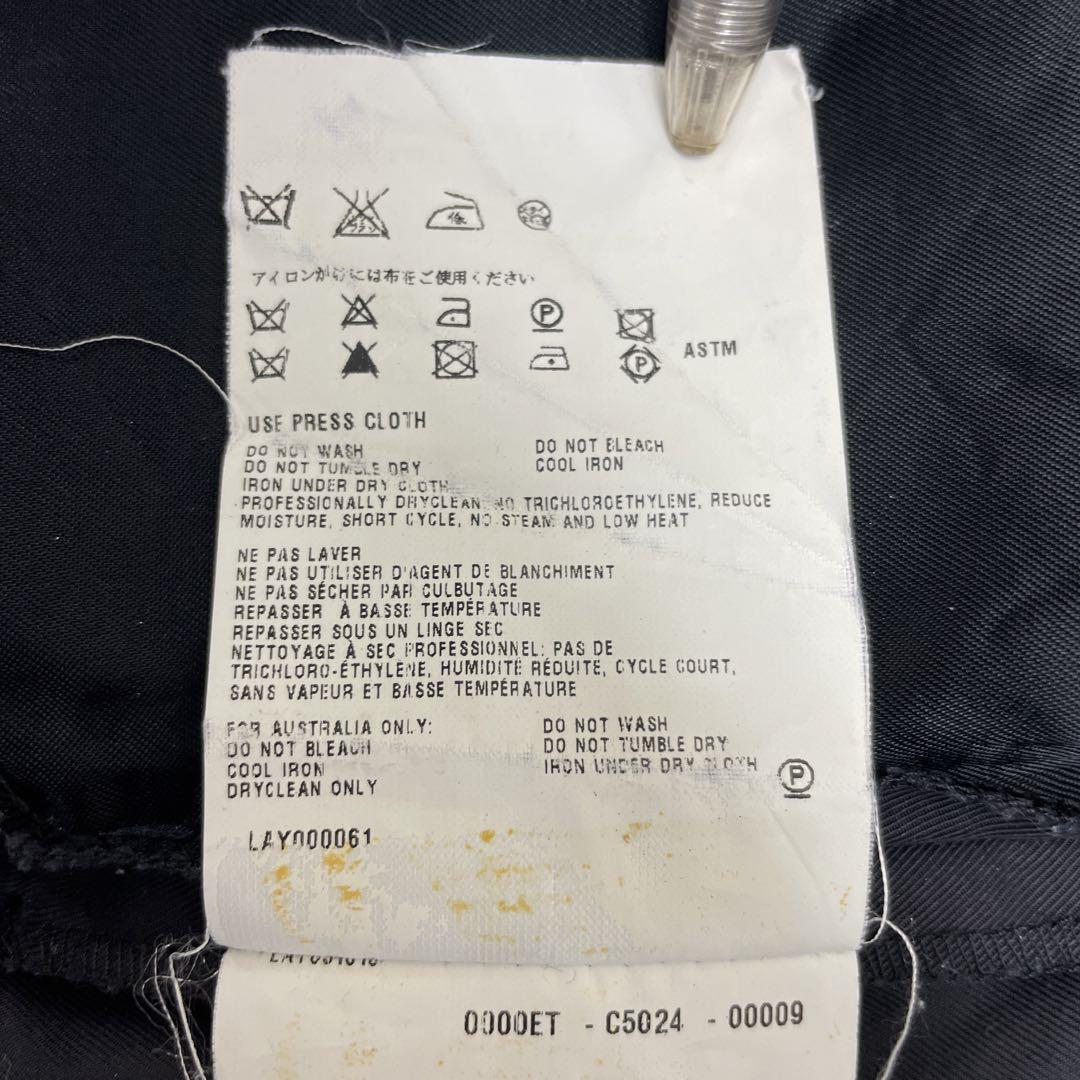 アイロンがけには布をご使用ください
P
P
ASTM
USE PRESS CLOTH
DO NOT WASH
DO NOT BLEACH
DO NOT TUMBLE DRY
COOL IRON
IRON UNDER DRY CLOTH
PROFESSIONALLY DRYCLEAN, NO TRICHLOROETHYLENE, REDUCE
MOISTURE, SHORT CYCLE, NO STEAM AND LOW HEAT
NE PAS LAVER
NE PAS UTILISER D'AGENT DE BLANCHIMENT
NE PAS SÉCHER PAR CULBUTAGE
REPASSER À BASSE TEMPÉRATURE
REPASSER SOUS UN LINGE SEC
NETTOYAGE À SEC PROFESSIONNEL: PAS DE
TRICHLORO-ÉTHYLÈNE, HUMIDITÉ RÉDUITE, CYCLE COURT,
SANS VAPEUR ET BASSE TEMPÉRATURE
FOR AUSTRALIA ONLY:
DO NOT WASH
DO NOT BLEACH
DO NOT TUMBLE DRY
COOL IRON
IRON UNDER DRY CLOTH
P
DRYCLEAN ONLY
LAY000061
0000ET - C5024 - 00009